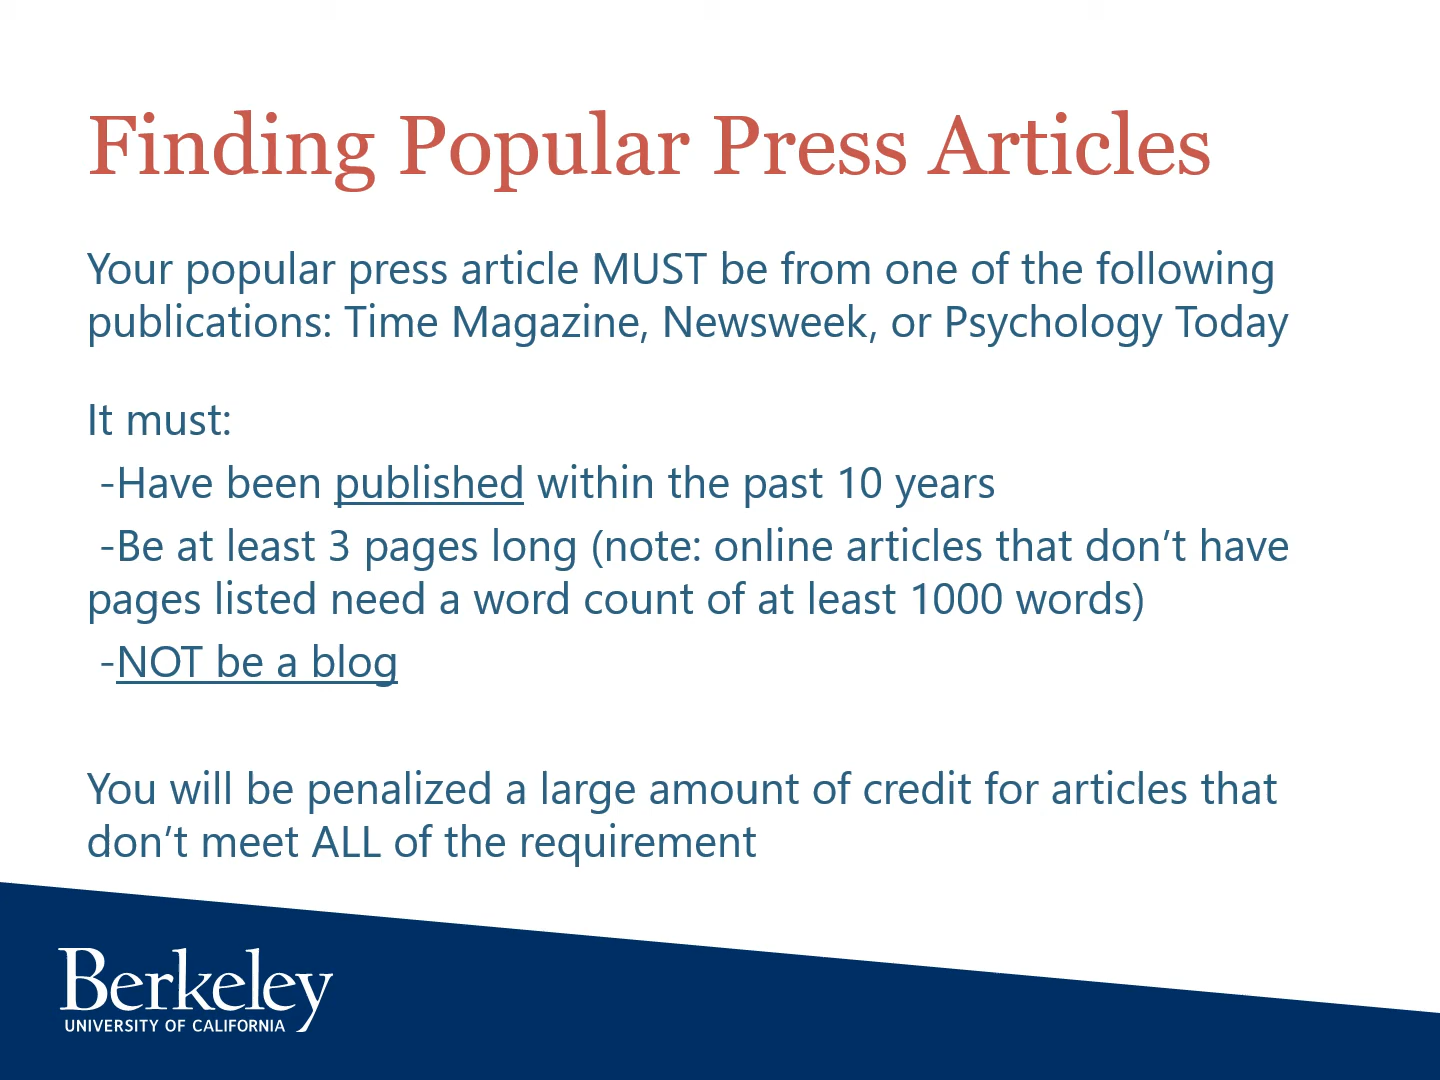 Finding Popular Press Articles
Your popular press article MUST be from one of the following
publications: Time Magazine, Newsweek, or Psychology Today
It must:
-Have been published within the past 10 years
-Be at least 3 pages long (note: online articles that don’t have
pages listed need a word count of at least 1000 words)
-NOT be a blog
You will be penalized a large amount of credit for articles that
don’t meet ALL of the requirement
Berkeley
UNIVERSITY OF CALIFORNIA